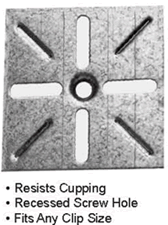 • Resists Cupping
• Recessed Screw Hole
• Fits Any Clip Size